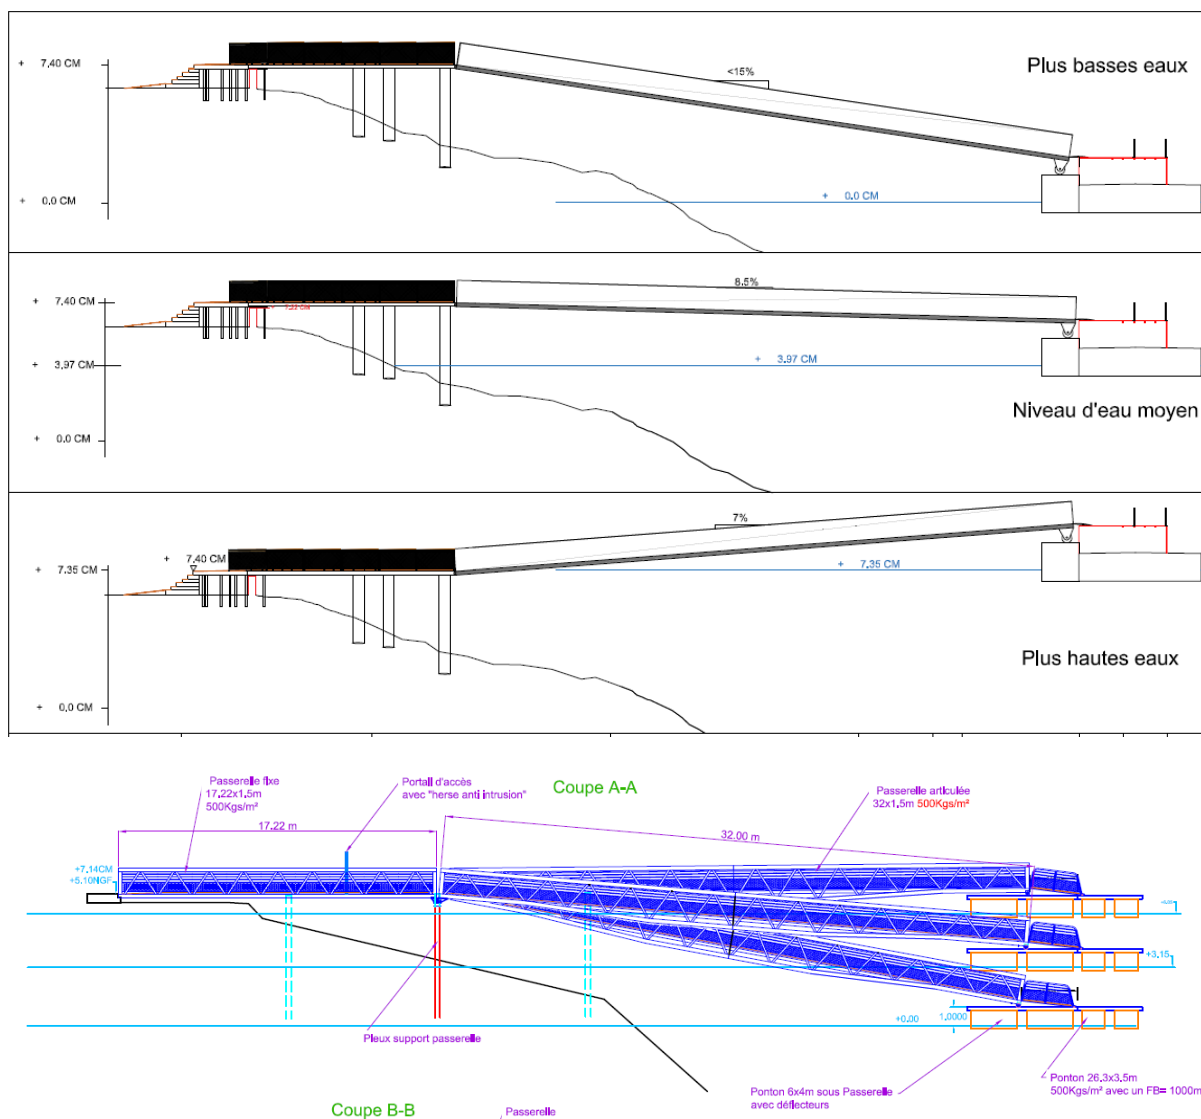 Plus basses eaux
<15%
+ 7,40 CM
+ 0.0 CM
+ 0.0 CM
8.5%
+ 7,40 CM
+ 3.97 CM
+ 3.97 CM
Niveau d'eau moyen
+ 0.0 CM
7%
+ 7,40 CM
+ 7.35 CM
+ 7.35 CM
Plus hautes eaux
+ 0,0 CM
Passerelle fixe
17.22x1.5m
500Kgs/m²
Portail d'accès
avec "herse anti intrusion"
Coupe A-A
Passerelle articulée
32x1.5m 500Kgs/m²
17.22 m
32.00 m
+7.14CM
+5.10NGF
+3.15
+0.00
1.0000
Pieux support passerelle
Ponton 6x4m sous Passerelle
avec déflecteurs
Ponton 26.3x3.5m
500Kgs/m² avec un FB= 1000m
Coupe B-B
Passerelle